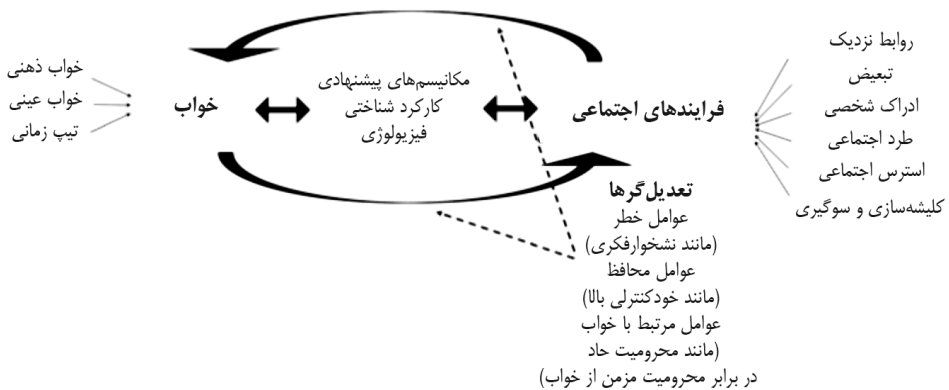 روابط نزدیک
تبعیض
ادراک شخصی
طرد اجتماعی
استرس اجتماعی
کلیشه‌سازی و سوگیری
فرایندهای اجتماعی
مکانیسم‌های پیشنهادی
کارکرد شناختی
فیزیولوژی
خواب
خواب ذهنی
خواب عینی
تیپ زمانی
تعدیل‌گرها
عوامل خطر
(مانند نشخوارفکری)
عوامل محافظ
(مانند خودکنترلی بالا)
عوامل مرتبط با خواب
(مانند محرومیت حاد
در برابر محرومیت مزمن از خواب)